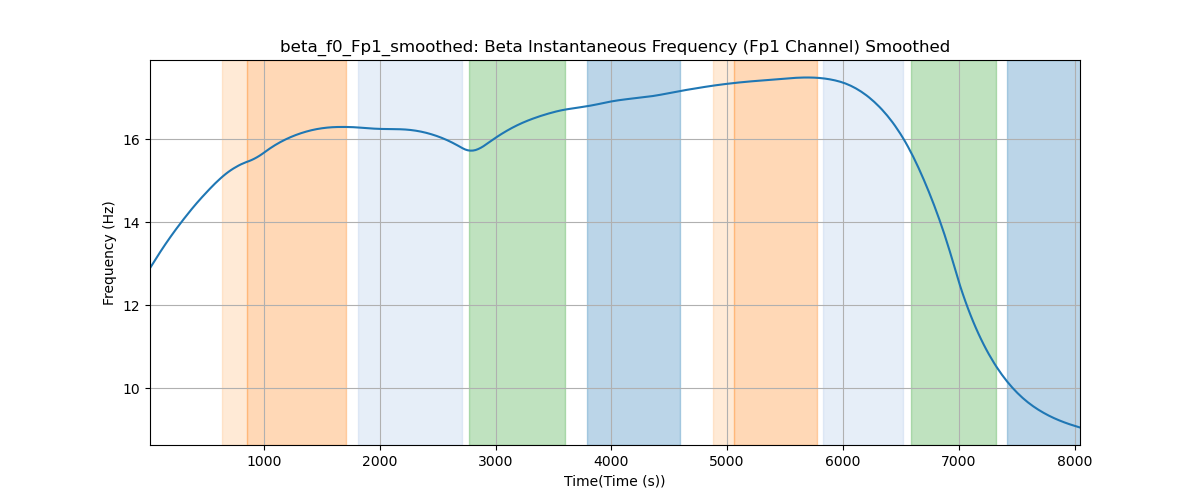 beta_f0_Fp1_smoothed: Beta Instantaneous Frequency (Fp1 Channel) Smoothed
Frequency (Hz)
16
14
12
10
1000 2000 3000 4000 5000 6000 7000 8000
Time(Time (s))